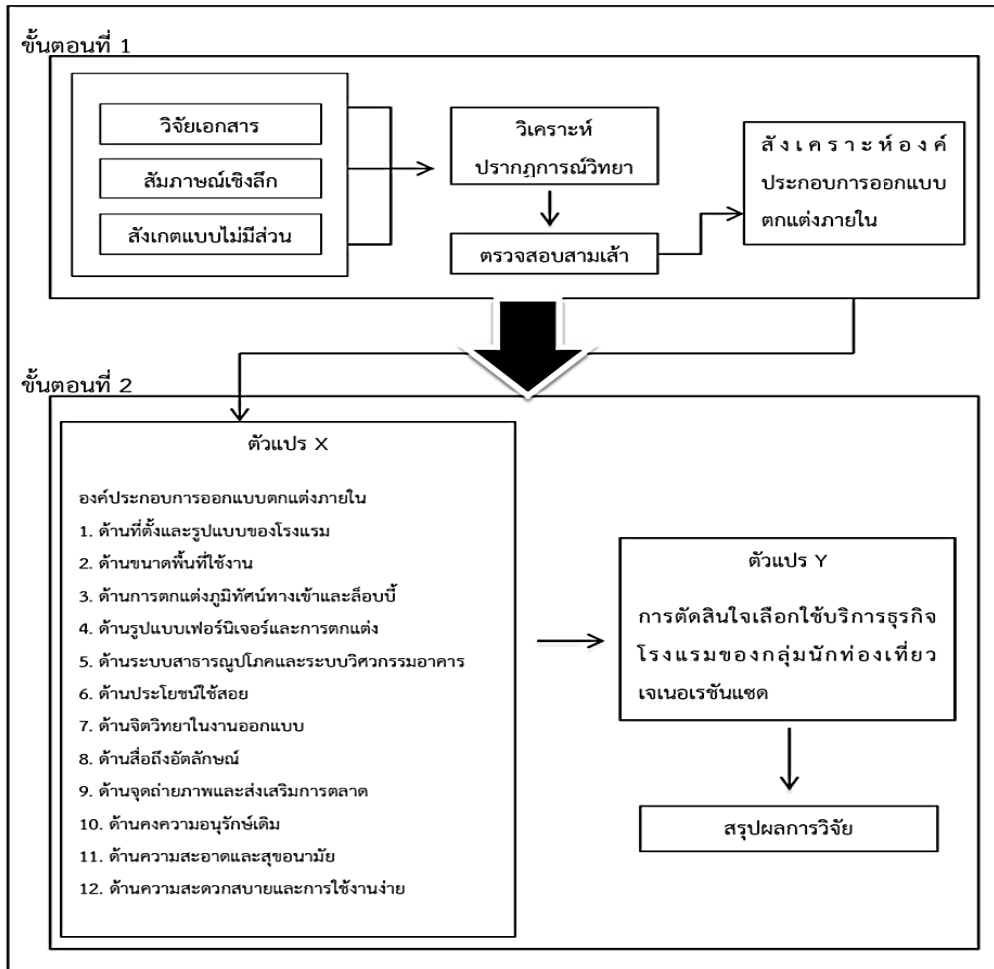 ขั้นตอนที่ 1
วิจัยเอกสาร
สัมภาษณ์เชิงลึก
สังเกตแบบไม่มีส่วน
วิเคราะห์
ปรากฏการณ์วิทยา
ตรวจสอบสามเส้า
สังเคราะห์องค์
ประกอบการออกแบบ
ตกแต่งภายใน
ขั้นตอนที่ 2
ตัวแปร X
องค์ประกอบการออกแบบตกแต่งภายใน
1. ด้านที่ตั้งและรูปแบบของโรงแรม
2. ด้านขนาดพื้นที่ใช้งาน
3. ด้านการตกแต่งภูมิทัศน์ทางเข้าและล็อบบี้
4. ด้านรูปแบบเฟอร์นิเจอร์และการตกแต่ง
5. ด้านระบบสาธารณูปโภคและระบบวิศวกรรมอาคาร
6. ด้านประโยชน์ใช้สอย
7. ด้านจิตวิทยาในงานออกแบบ
8. ด้านสื่อถึงอัตลักษณ์
9. ด้านจุดถ่ายภาพและส่งเสริมการตลาด
10. ด้านคงความอนุรักษ์เดิม
11. ด้านความสะอาดและสุขอนามัย
12. ด้านความสะดวกสบายและการใช้งานง่าย
ตัวแปร Y
การตัดสินใจเลือกใช้บริการธุรกิจ
โรงแรมของกลุ่มนักท่องเที่ยว
เจเนอเรชันแซด
สรุปผลการวิจัย